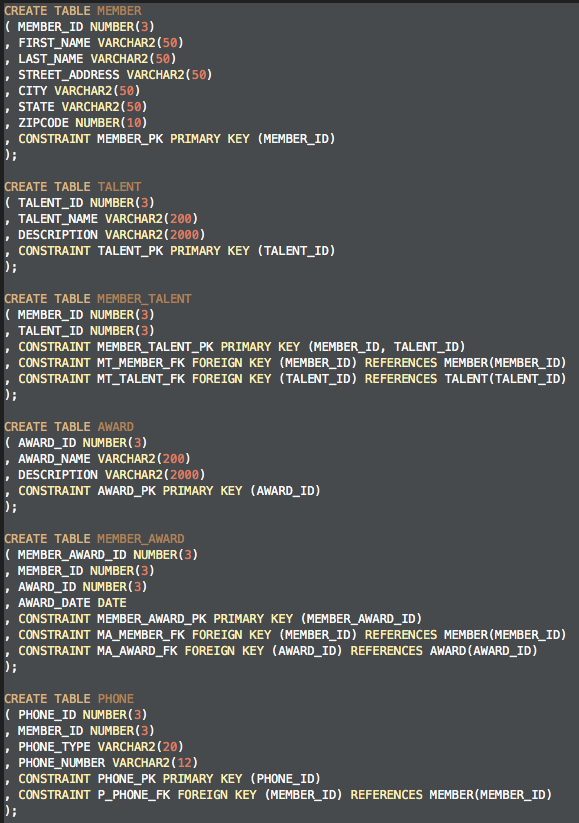 CREATE TABLE MEMBER
( MEMBER_ID NUMBER(3)
, FIRST_NAME VARCHAR2(50)
, LAST_NAME VARCHAR2(50)
, STREET_ADDRESS VARCHAR2(50)
, CITY VARCHAR2(50)
, STATE VARCHAR2(50)
, ZIPCODE NUMBER(10)
, CONSTRAINT MEMBER_PK PRIMARY KEY (MEMBER_ID)
);
CREATE TABLE TALENT
( TALENT_ID NUMBER(3)
, TALENT_NAME VARCHAR2(200)
, DESCRIPTION VARCHAR2(2000)
, CONSTRAINT TALENT_PK PRIMARY KEY (TALENT_ID)
);
CREATE TABLE MEMBER_TALENT
( MEMBER_ID NUMBER(3)
, TALENT_ID NUMBER(3)
, CONSTRAINT MEMBER_TALENT_PK PRIMARY KEY (MEMBER_ID, TALENT_ID)
, CONSTRAINT MT_MEMBER_FK FOREIGN KEY (MEMBER_ID) REFERENCES MEMBER(MEMBER_ID)
, CONSTRAINT MT_TALENT_FK FOREIGN KEY (TALENT_ID) REFERENCES TALENT(TALENT_ID)
);
CREATE TABLE AWARD
( AWARD_ID NUMBER(3)
, AWARD_NAME VARCHAR2(200)
, DESCRIPTION VARCHAR2(2000)
, CONSTRAINT AWARD_PK PRIMARY KEY (AWARD_ID)
);
CREATE TABLE MEMBER_AWARD
( MEMBER_AWARD_ID NUMBER(3)
, MEMBER_ID NUMBER(3)
, AWARD_ID NUMBER(3)
, AWARD_DATE DATE
, CONSTRAINT MEMBER_AWARD_PK PRIMARY KEY (MEMBER_AWARD_ID)
, CONSTRAINT MA_MEMBER_FK FOREIGN KEY (MEMBER_ID) REFERENCES MEMBER(MEMBER_ID)
, CONSTRAINT MA_AWARD_FK FOREIGN KEY (AWARD_ID) REFERENCES AWARD(AWARD_ID)
);
CREATE TABLE PHONE
( PHONE_ID NUMBER(3)
, MEMBER_ID NUMBER(3)
, PHONE_TYPE VARCHAR2(20)
, PHONE_NUMBER VARCHAR2(12)
, CONSTRAINT PHONE_PK PRIMARY KEY (PHONE_ID)
, CONSTRAINT P_PHONE_FK FOREIGN KEY (MEMBER_ID) REFERENCES MEMBER(MEMBER_ID)
);